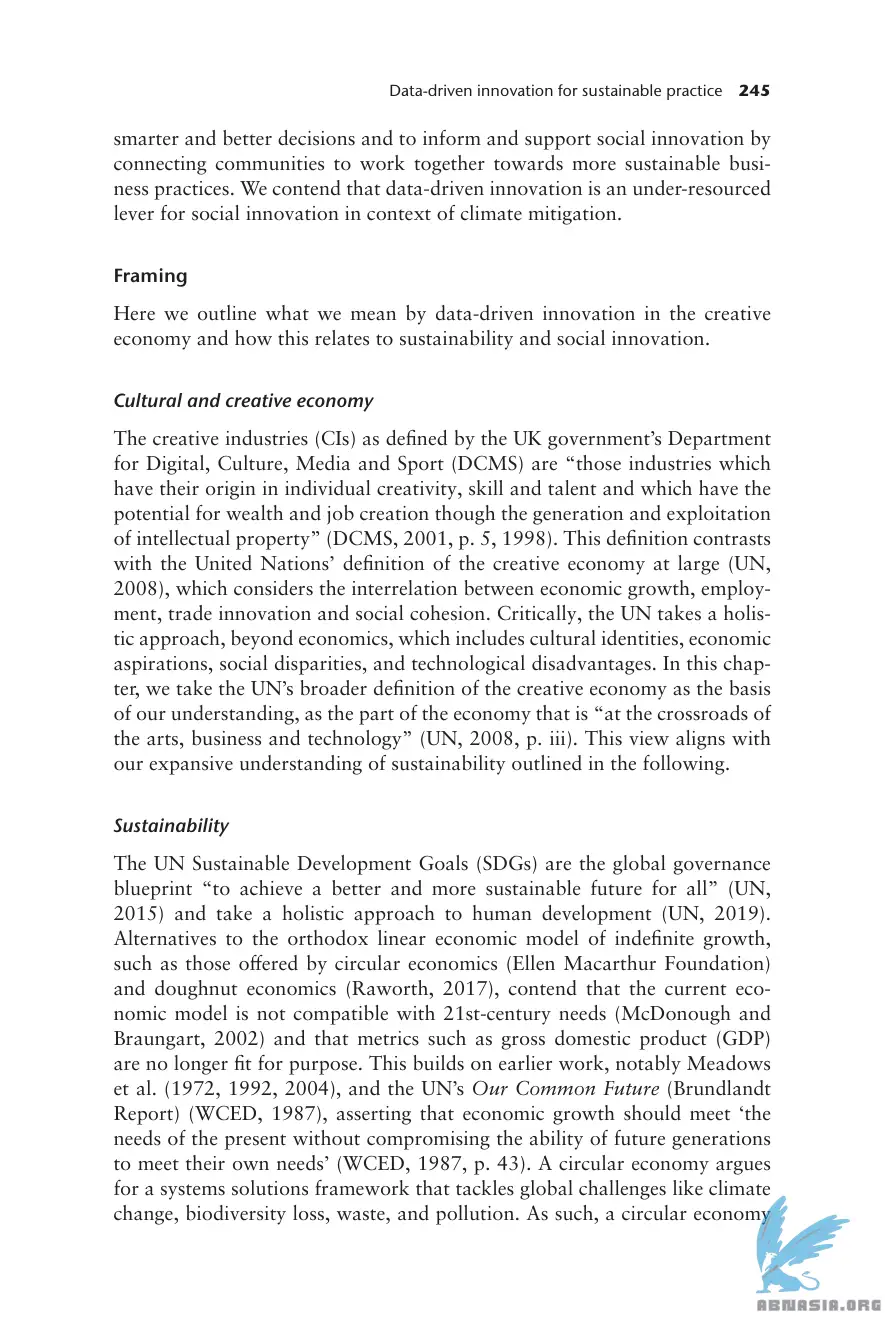 Data-driven innovation for sustainable practice 245
smarter and better decisions and to inform and support social innovation by
connecting communities to work together towards more sustainable busi-
ness practices. We contend that data-driven innovation is an under-resourced
lever for social innovation in context of climate mitigation.
Framing
Here we outline what we mean by data-driven innovation in the creative
economy and how this relates to sustainability and social innovation.
Cultural and creative economy
The creative industries (CIs) as defined by the UK government’s Department
for Digital, Culture, Media and Sport (DCMS) are “those industries which
have their origin in individual creativity, skill and talent and which have the
potential for wealth and job creation though the generation and exploitation
of intellectual property” (DCMS, 2001, p. 5, 1998). This definition contrasts
with the United Nations’ definition of the creative economy at large (UN,
2008), which considers the interrelation between economic growth, employ-
ment, trade innovation and social cohesion. Critically, the UN takes a holis-
tic approach, beyond economics, which includes cultural identities, economic
aspirations, social disparities, and technological disadvantages. In this chap-
ter, we take the UN’s broader definition of the creative economy as the basis
of our understanding, as the part of the economy that is “at the crossroads of
the arts, business and technology” (UN, 2008, p. iii). This view aligns with
our expansive understanding of sustainability outlined in the following.
Sustainability
The UN Sustainable Development Goals (SDGs) are the global governance
blueprint “to achieve a better and more sustainable future for all” (UN,
2015) and take a holistic approach to human development (UN, 2019).
Alternatives to the orthodox linear economic model of indefinite growth,
such as those offered by circular economics (Ellen Macarthur Foundation)
and doughnut economics (Raworth, 2017), contend that the current eco-
nomic model is not compatible with 21st-century needs (McDonough and
Braungart, 2002) and that metrics such as gross domestic product (GDP)
are no longer fit for purpose. This builds on earlier work, notably Meadows
et al. (1972, 1992, 2004), and the UN’s Our Common Future (Brundlandt
Report) (WCED, 1987), asserting that economic growth should meet ‘the
needs of the present without compromising the ability of future generations
to meet their own needs’ (WCED, 1987, p. 43). A circular economy argues
for a systems solutions framework that tackles global challenges like climate
change, biodiversity loss, waste, and pollution. As such, a circular economy
ABNASIA.ORG